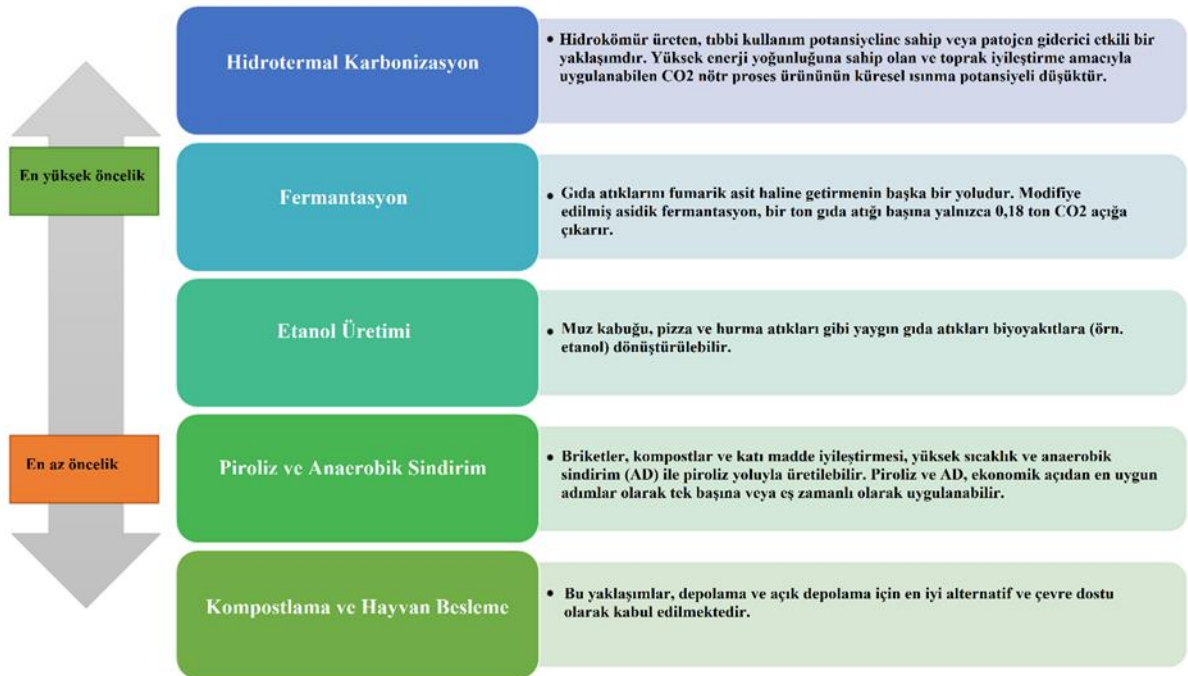 Hidrotermal Karbonizasyon
• Hidrokömür üreten, tıbbi kullanım potansiyeline sahip veya patojen giderici etkili bir
yaklaşımdır. Yüksek enerji yoğunluğuna sahip olan ve toprak iyileştirme amacıyla
uygulanabilen CO2 nötr proses ürününün küresel ısınma potansiyeli düşüktür.
En yüksek öncelik
Fermantasyon
• Gıda atıklarını fumarik asit haline getirmenin başka bir yoludur. Modifiye
edilmiş asidik fermantasyon, bir ton gıda atığı başına yalnızca 0,18 ton CO2 açığa
çıkarır.
Etanol Üretimi
• Muz kabuğu, pizza ve hurma atıkları gibi yaygın gıda atıkları biyoyakıtlara (örn.
etanol) dönüştürülebilir.
En az öncelik
Piroliz ve Anaerobik Sindirim
• Briketler, kompostlar ve katı madde iyileştirmesi, yüksek sıcaklık ve anaerobik
sindirim (AD) ile piroliz yoluyla üretilebilir. Piroliz ve AD, ekonomik açıdan en uygun
adımlar olarak tek başına veya eş zamanlı olarak uygulanabilir.
Kompostlama ve Hayvan Besleme
• Bu yaklaşımlar, depolama ve açık depolama için en iyi alternatif ve çevre dostu
olarak kabul edilmektedir.